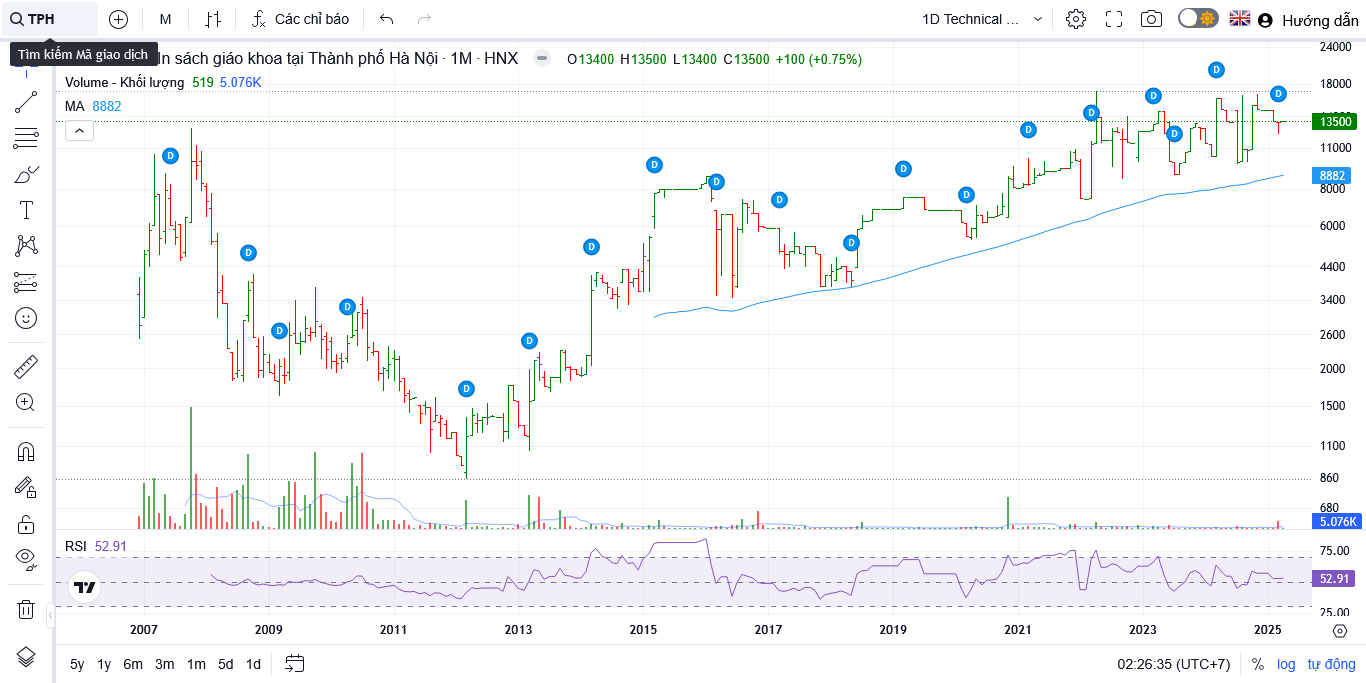 TPH
M
Các chỉ báo
1D Technical ...
Hướng dẫn
Tìm kiếm Mã giao dịch
In sách giáo khoa tại Thành phố Hà Nội · 1M · HNX
O13400 H13500 L13400 C13500 +100 (+0.75%)
Volume - Khối lượng 519 5.076K
MA 8882
D D D D D D D D D D D D D D D D D D
24000
18000
13500
11000
8882
8000
6000
4400
3400
2600
2000
1500
1100
860
680
5.076K
RSI 52.91
75.00
52.91
25.00
2007 2009 2011 2013 2015 2017 2019 2021 2023 2025
5y 1y 6m 3m 1m 5d 1d
02:26:35 (UTC+7) % log tự động